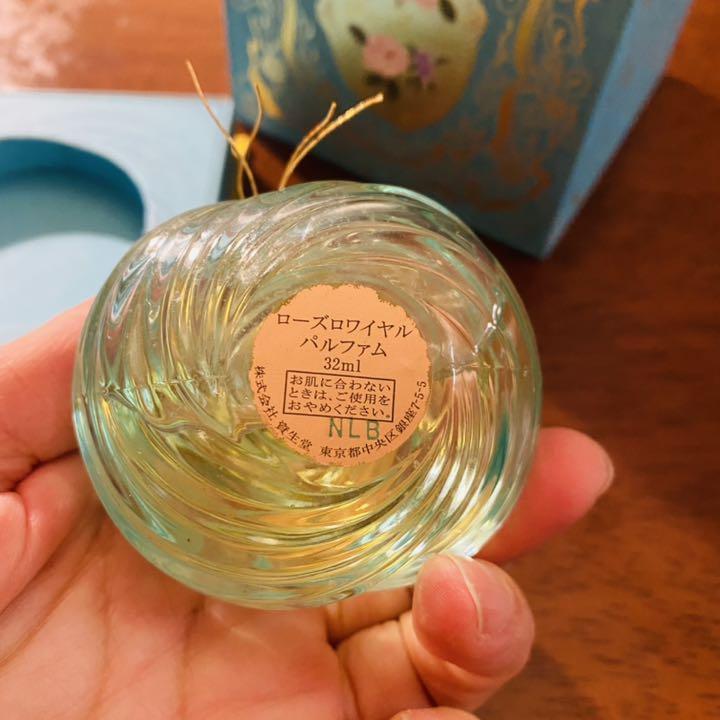 ローズロワイヤル
パルファム
32ml
お肌に合わない
ときは、ご使用を
おやめください。
NLB
株式会社 資生堂 東京都中央区銀座7-5-5